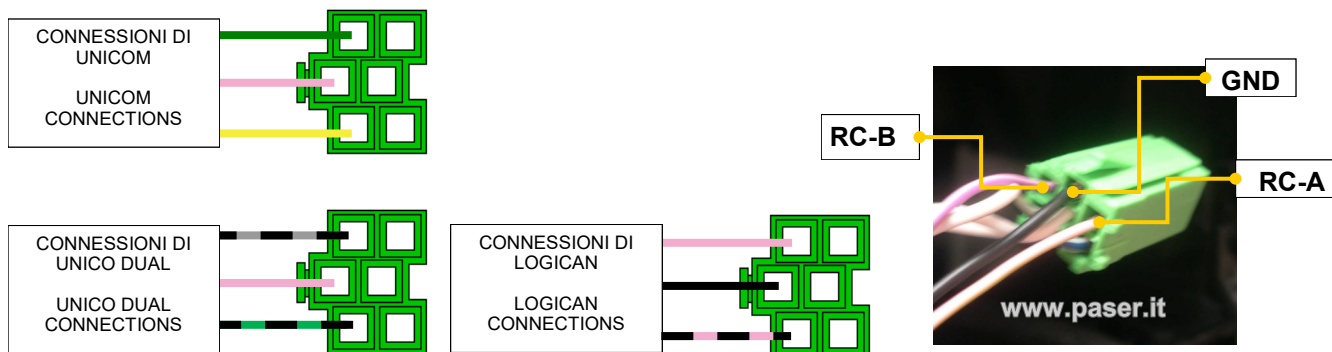 CONNESSIONI DI
UNICOM
UNICOM
CONNECTIONS
GND
RC-B
RC-A
CONNESSIONI DI
UNICO DUAL
UNICO DUAL
CONNECTIONS
CONNESSIONI DI
LOGICAN
LOGICAN
CONNECTIONS
www.paser.it